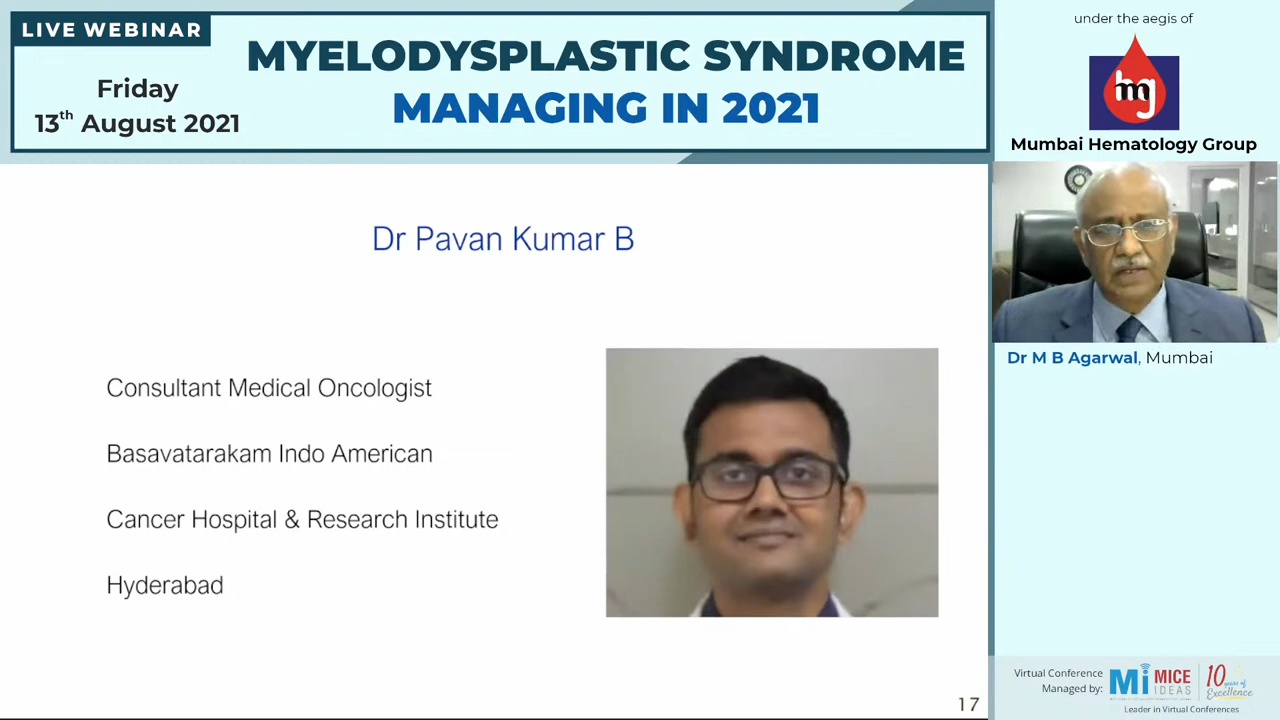 LIVE WEBINAR
Friday
13th August 2021
MYELODYSPLASTIC SYNDROME
MANAGING IN 2021
under the aegis of
hmg
Mumbai Hematology Group
Dr M B Agarwal, Mumbai
Dr Pavan Kumar B
Consultant Medical Oncologist
Basavatarakam Indo American
Cancer Hospital & Research Institute
Hyderabad
17
Virtual Conference
Managed by:
Mi MICE
IDEAS
10 years of
Excellence
Leader in Virtual Conferences